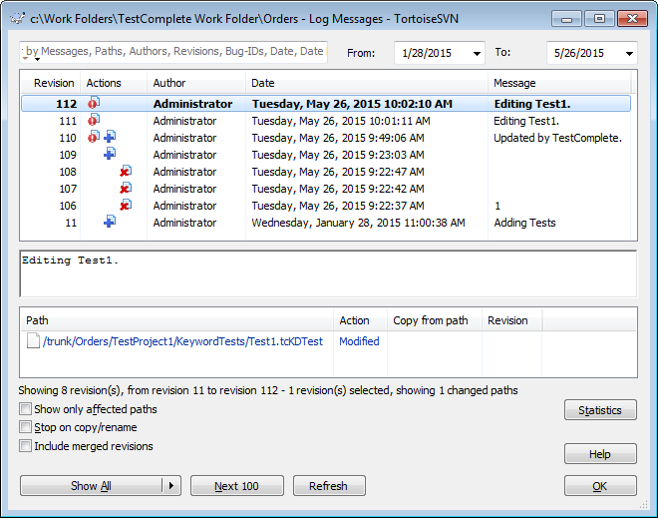 c:\Work Folders\TestComplete Work Folder\Orders - Log Messages - TortoiseSVN
by Messages, Paths, Authors, Revisions, Bug-IDs, Date, Date From: 1/28/2015 To: 5/26/2015
Revision Actions Author Date Message
112 Administrator Tuesday, May 26, 2015 10:02:10 AM Editing Test1.
111 Administrator Tuesday, May 26, 2015 10:01:11 AM Editing Test1.
110 Administrator Tuesday, May 26, 2015 9:49:06 AM Updated by TestComplete.
109 Administrator Tuesday, May 26, 2015 9:23:03 AM
108 Administrator Tuesday, May 26, 2015 9:22:47 AM
107 Administrator Tuesday, May 26, 2015 9:22:42 AM
106 Administrator Tuesday, May 26, 2015 9:22:37 AM 1
11 Administrator Wednesday, January 28, 2015 11:00:38 AM Adding Tests
Editing Test1.
Path Action Copy from path Revision
/trunk/Orders/TestProject1/KeywordTests/Test1.tcKDTest Modified
Showing 8 revision(s), from revision 11 to revision 112 - 1 revision(s) selected, showing 1 changed paths
Show only affected paths
Statistics
Stop on copy/rename
Include merged revisions
Help
Show All Next 100 Refresh OK